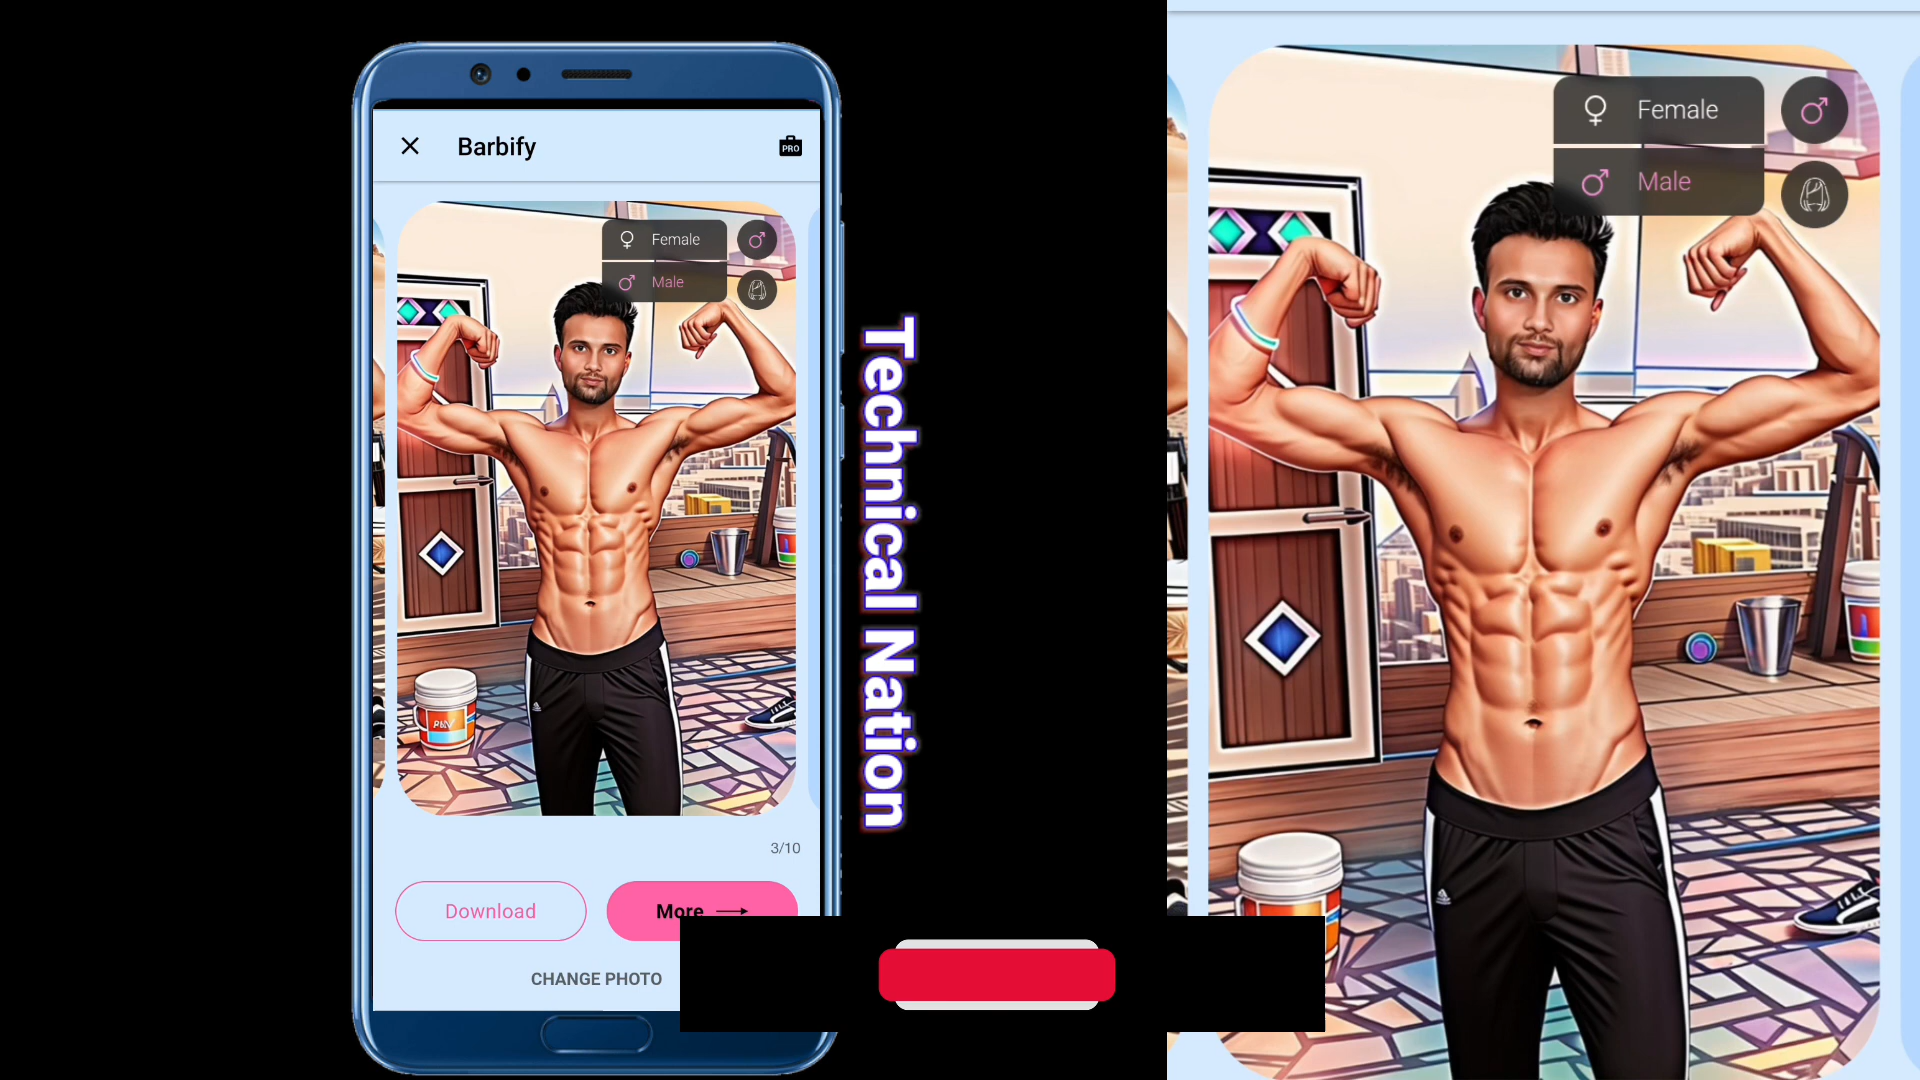 Barbify
PRO
Female
Male
3/10
Download
More
CHANGE PHOTO
Technical Nation
Female
Male